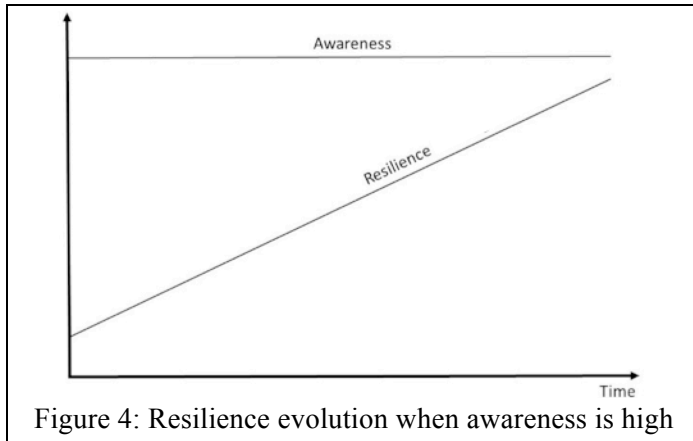 Awareness
Resilience
Time
Figure 4: Resilience evolution when awareness is high